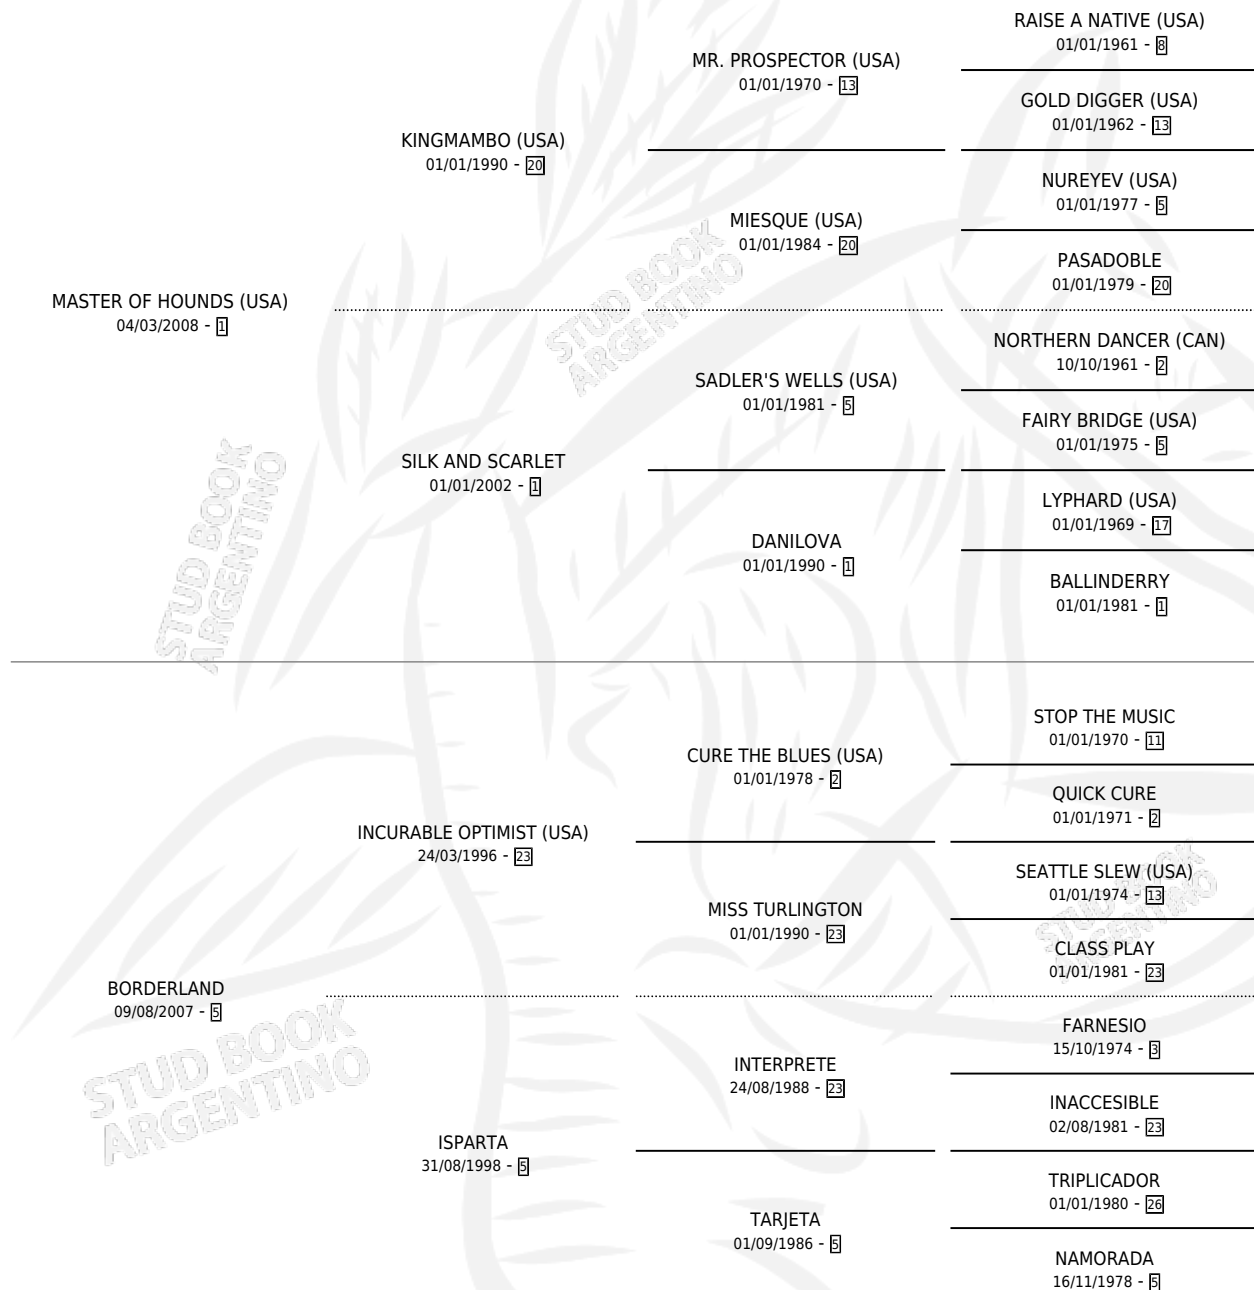 RAISE A NATIVE (USA)
01/01/1961 - 8
MR. PROSPECTOR (USA)
01/01/1970 - 13
GOLD DIGGER (USA)
01/01/1962 - 13
KINGMAMBO (USA)
01/01/1990 - 20
NUREYEV (USA)
01/01/1977 - 5
MIESQUE (USA)
01/01/1984 - 20
PASADOBLE
01/01/1979 - 20
MASTER OF HOUNDS (USA)
04/03/2008 - 1
NORTHERN DANCER (CAN)
10/10/1961 - 2
SADLER'S WELLS (USA)
01/01/1981 - 5
FAIRY BRIDGE (USA)
01/01/1975 - 5
SILK AND SCARLET
01/01/2002 - 1
LYPHARD (USA)
01/01/1969 - 17
DANILOVA
01/01/1990 - 1
BALLINDERRY
01/01/1981 - 1
STOP THE MUSIC
01/01/1970 - 11
CURE THE BLUES (USA)
01/01/1978 - 2
QUICK CURE
01/01/1971 - 2
INCURABLE OPTIMIST (USA)
24/03/1996 - 23
SEATTLE SLEW (USA)
01/01/1974 - 13
MISS TURLINGTON
01/01/1990 - 23
CLASS PLAY
01/01/1981 - 23
BORDERLAND
09/08/2007 - 5
FARNESIO
15/10/1974 - 3
INTERPRETE
24/08/1988 - 23
INACCESIBLE
02/08/1981 - 23
ISPARTA
31/08/1998 - 5
TRIPLICADOR
01/01/1980 - 26
TARJETA
01/09/1986 - 5
NAMORADA
16/11/1978 - 5
STUD BOOK
ARGENTINO
STUD BOOK
ARGENTINO
STUD BOOK
ARGENTINO
STUD BOOK
ARGENTINO